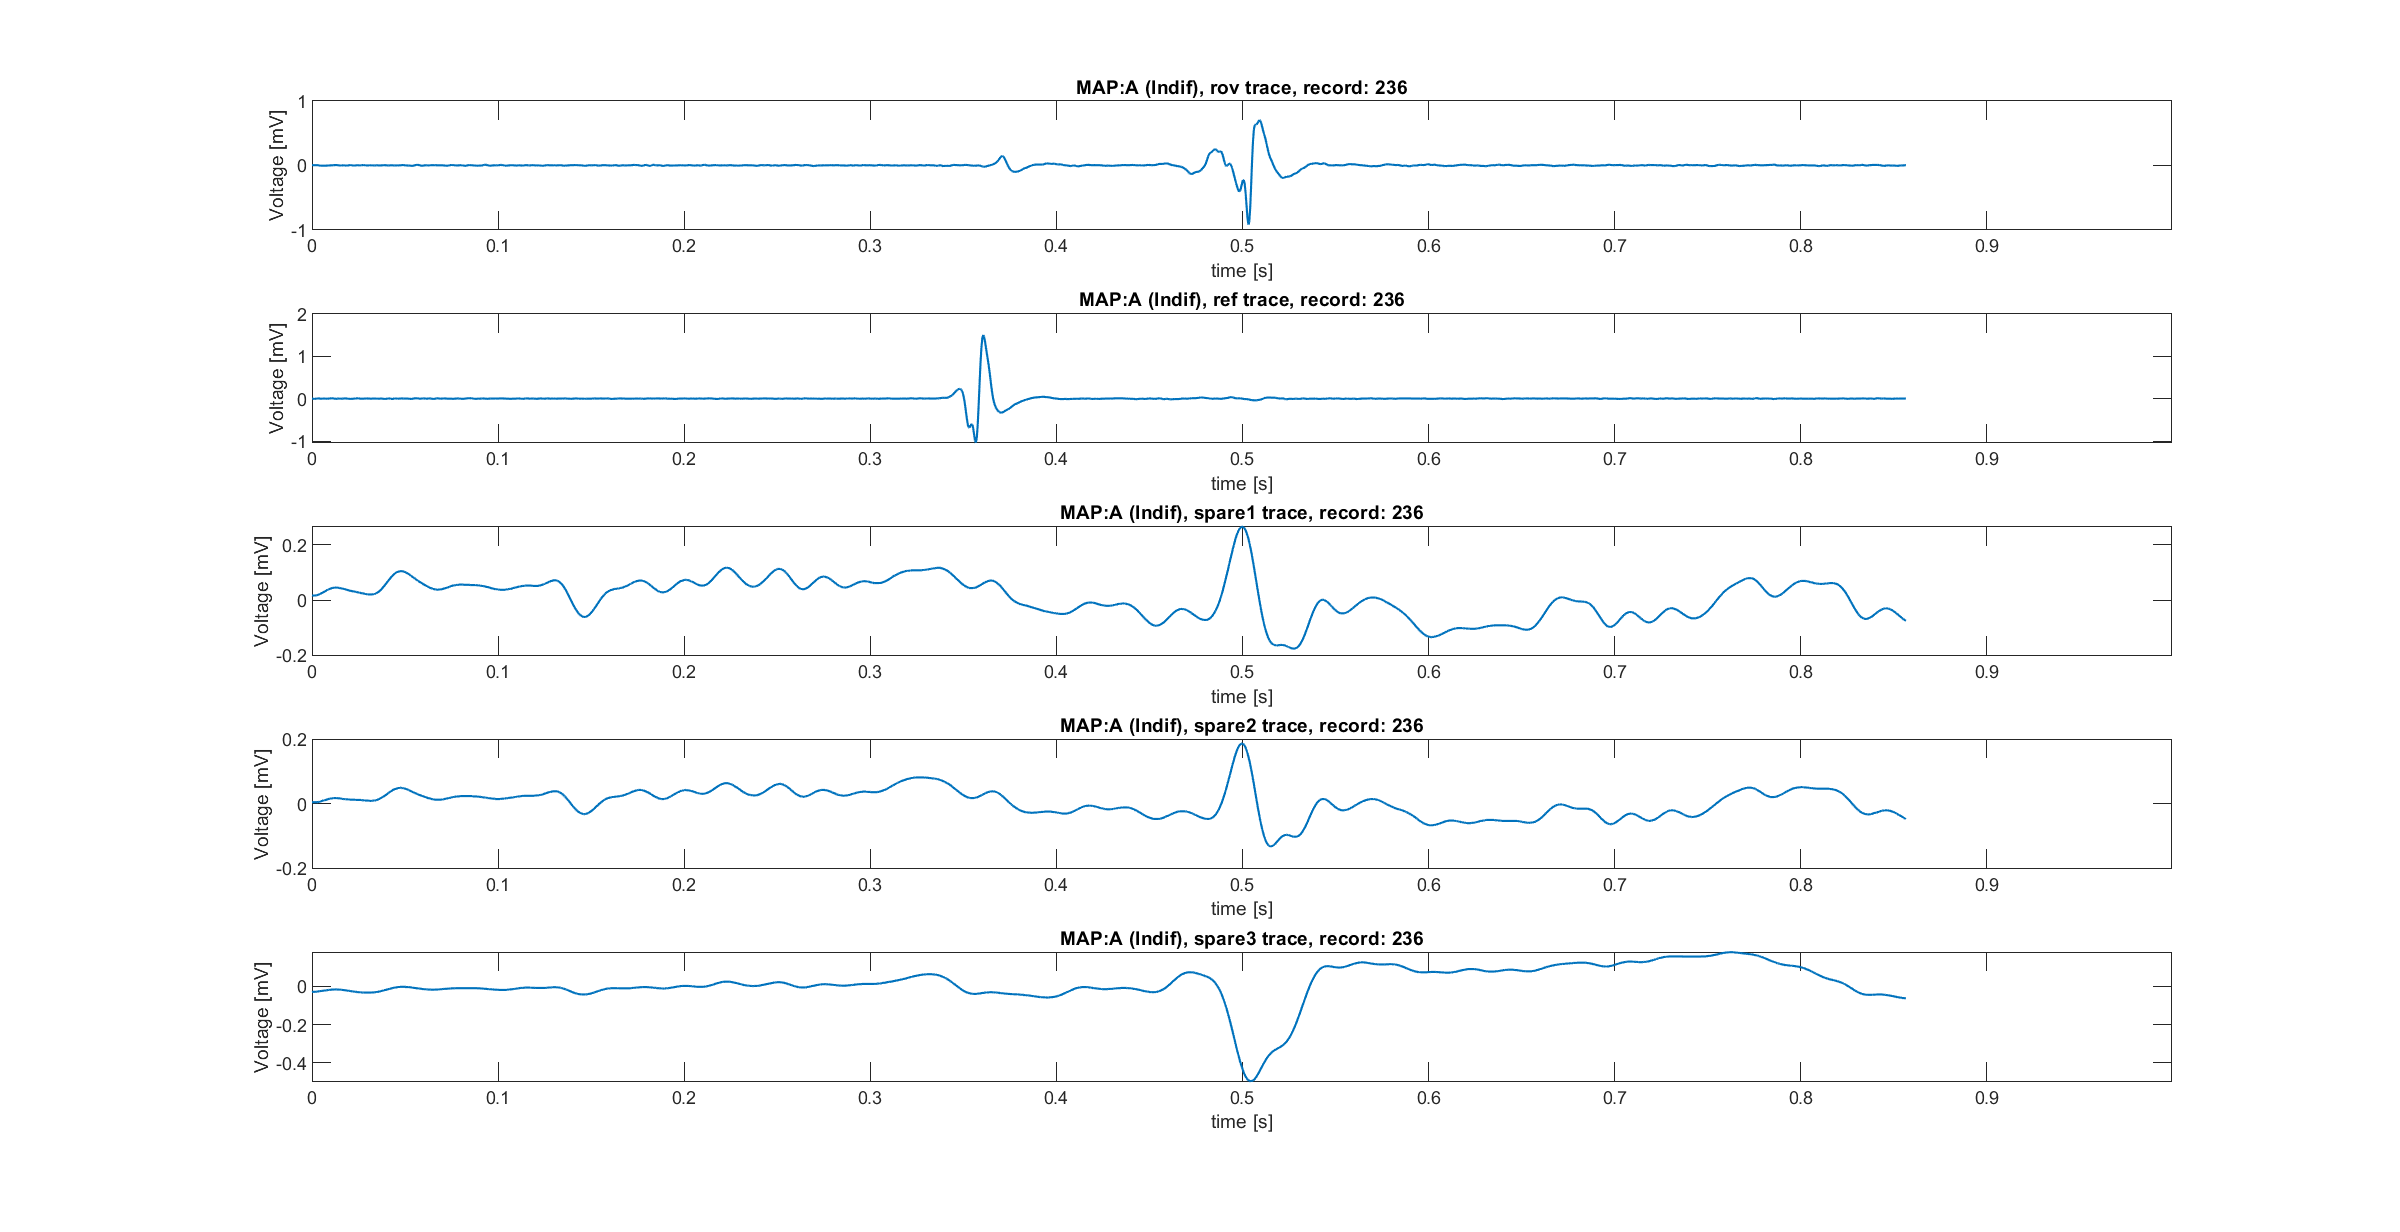 MAP:A (Indif), rov trace, record: 236
Voltage [mV]
1
0
-1
0 0.1 0.2 0.3 0.4 0.5 0.6 0.7 0.8 0.9
time [s]
MAP:A (Indif), ref trace, record: 236
Voltage [mV]
2
1
0
-1
0 0.1 0.2 0.3 0.4 0.5 0.6 0.7 0.8 0.9
time [s]
MAP:A (Indif), spare1 trace, record: 236
Voltage [mV]
0.2
0
-0.2
0 0.1 0.2 0.3 0.4 0.5 0.6 0.7 0.8 0.9
time [s]
MAP:A (Indif), spare2 trace, record: 236
Voltage [mV]
0.2
0
-0.2
0 0.1 0.2 0.3 0.4 0.5 0.6 0.7 0.8 0.9
time [s]
MAP:A (Indif), spare3 trace, record: 236
Voltage [mV]
0
-0.2
-0.4
0 0.1 0.2 0.3 0.4 0.5 0.6 0.7 0.8 0.9
time [s]